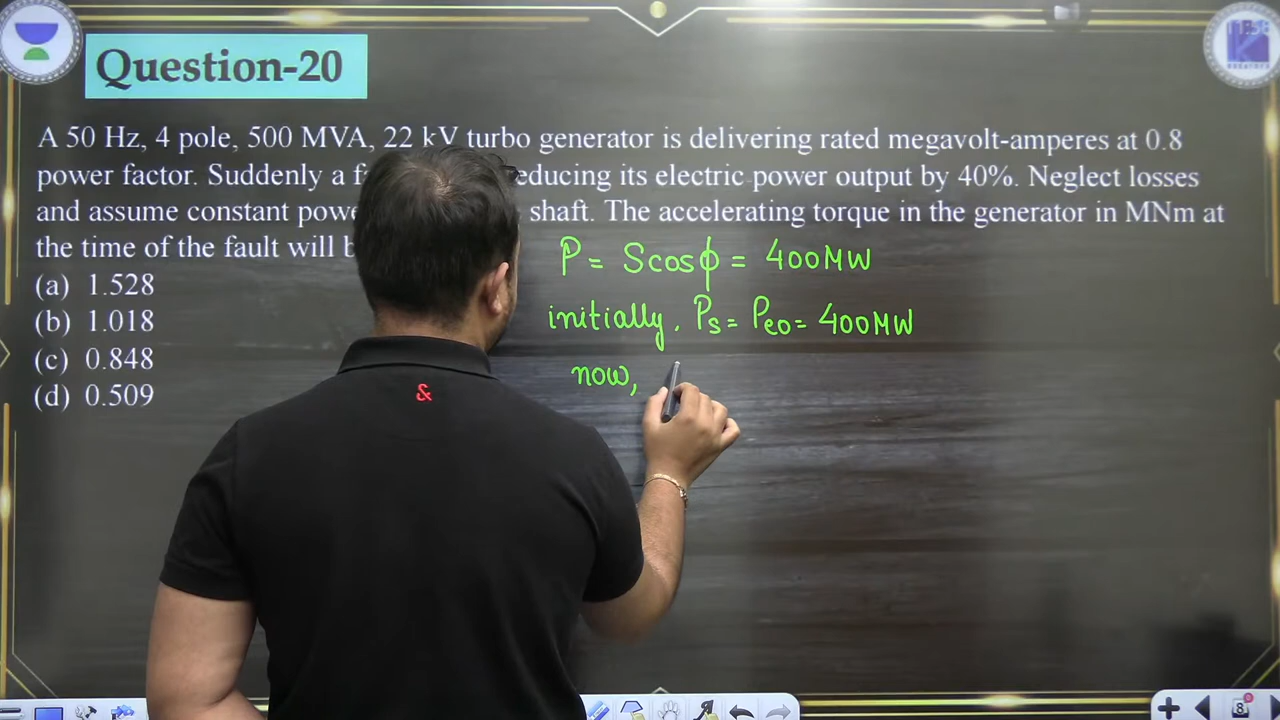 Question-20
A 50 Hz, 4 pole, 500 MVA, 22 kV turbo generator is delivering rated megavolt-amperes at 0.8
power factor. Suddenly a educing its electric power output by 40%. Neglect losses
and assume constant shaft. The accelerating torque in the generator in MNm at
the time of the fault will
(a) 1.528
(b) 1.018
(c) 0.848
(d) 0.509
P = Scosϕ = 400MW
initially. Ps = Peo = 400MW
now,
&
8